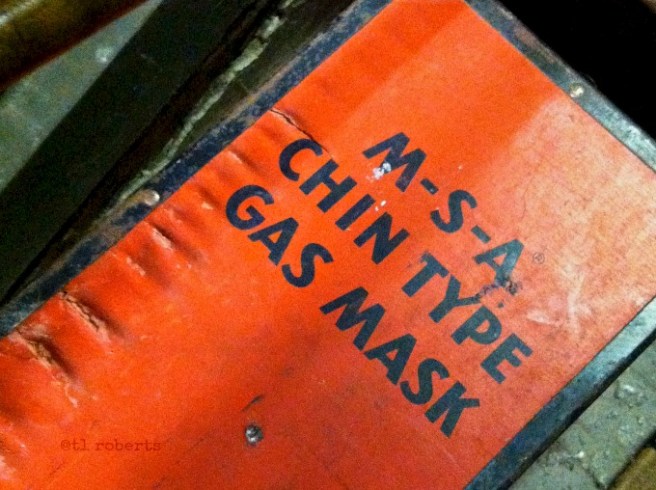 M-S-A®
CHIN TYPE
GAS MASK
©tl roberts